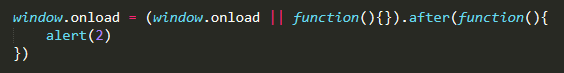 window.onload = (window.onload || function(){}).after(function(){
    alert(2)
})